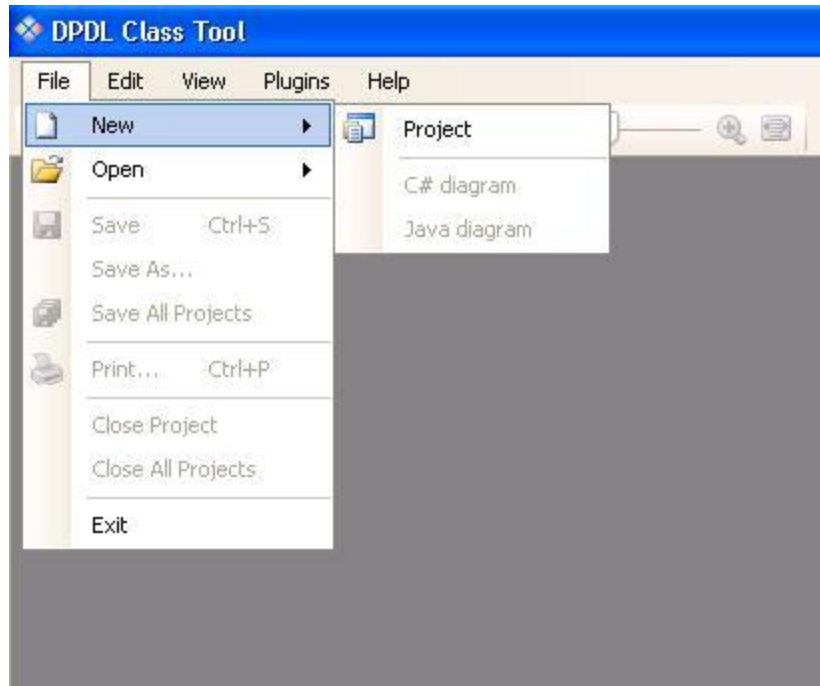 DPDL Class Tool
File Edit View Plugins Help
New
Open
Save Ctrl+S
Save As...
Save All Projects
Print... Ctrl+P
Close Project
Close All Projects
Exit
Project
C# diagram
Java diagram